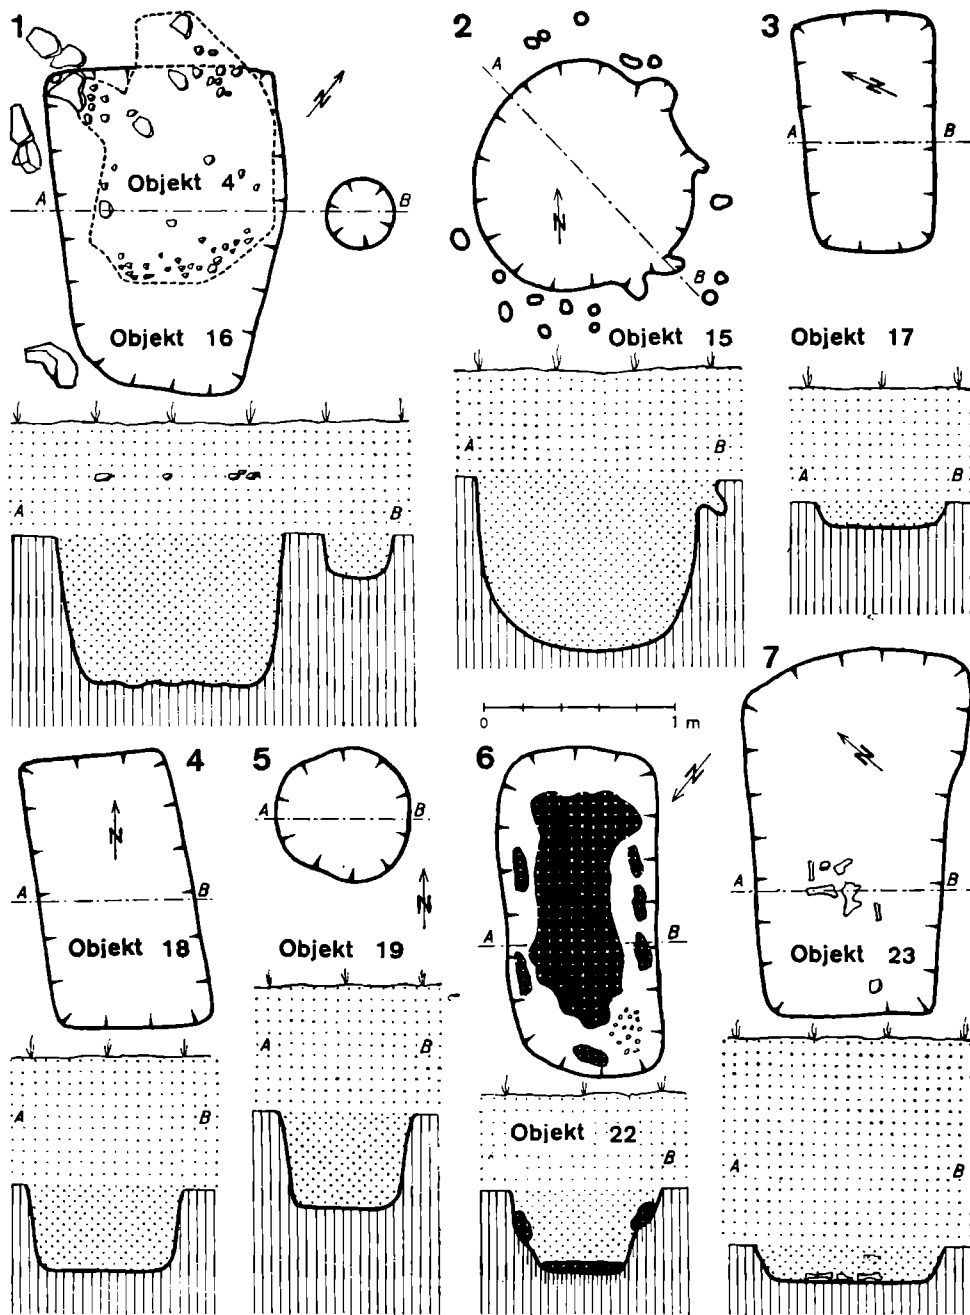 1
N
Objekt 4
A B
Objekt 16
A B
2
A
N
B
Objekt 15
A B
3
N
A B
Objekt 17
A B
4
N
A B
Objekt 18
A B
5
A B
N
Objekt 19
A B
0 1 m
6
N
A B
Objekt 22
A B
7
N
A B
Objekt 23
A B